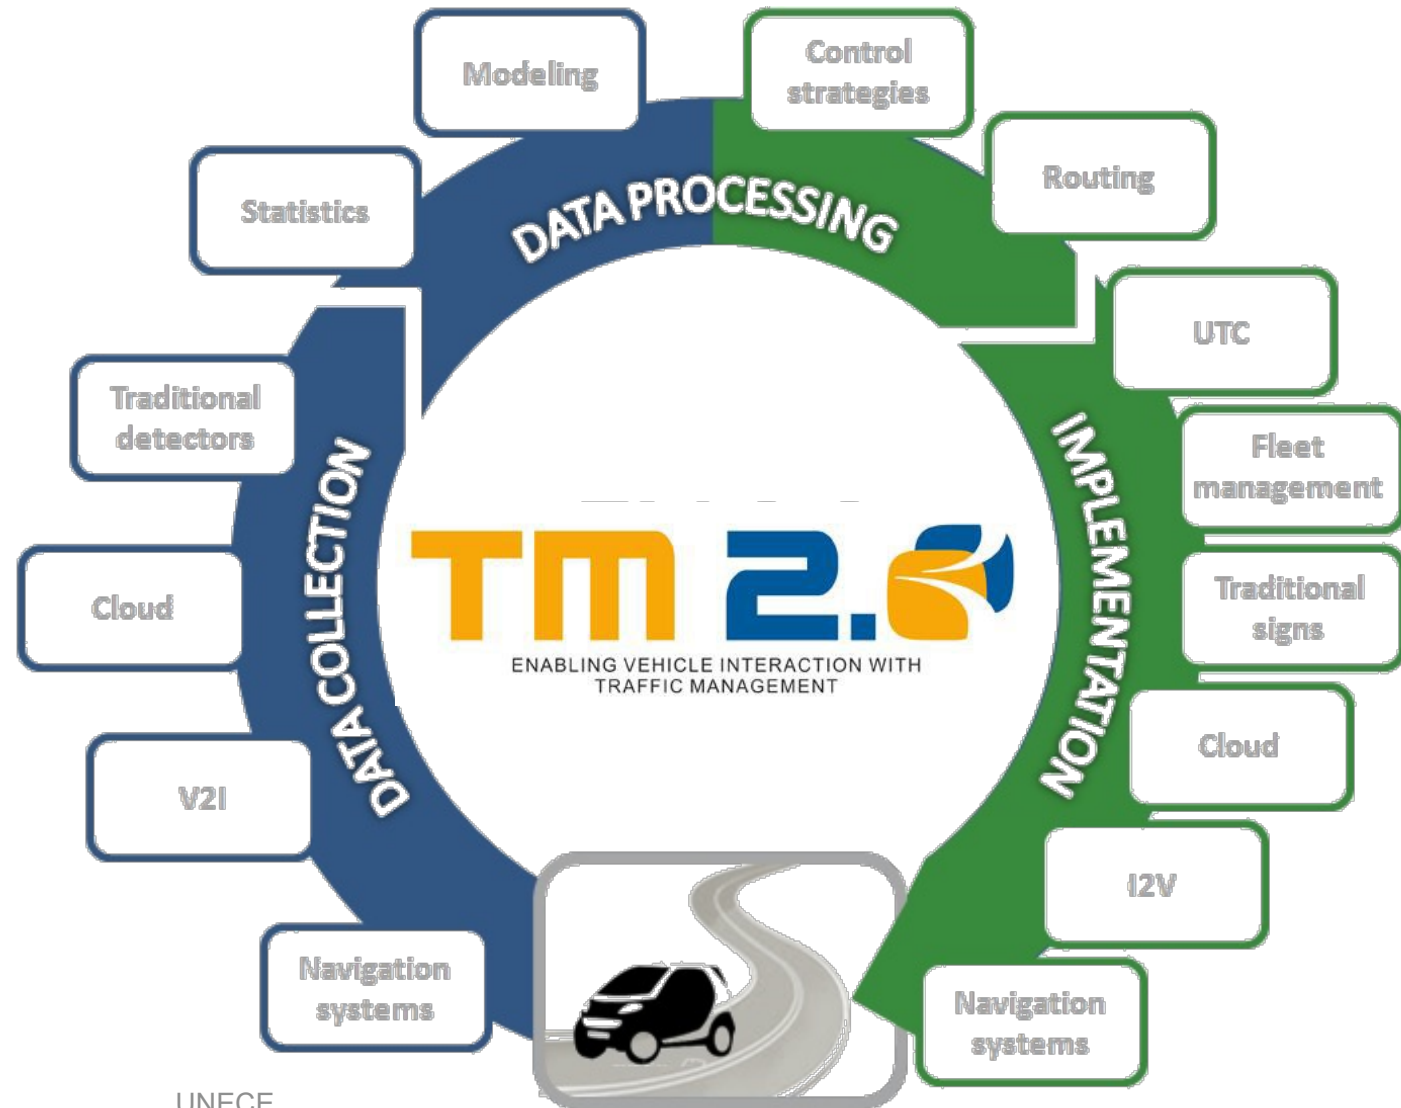 Modeling
Control
strategies
Statistics
Routing
DATA PROCESSING
UTC
Traditional
detectors
Fleet
management
DATA COLLECTION
IMPLEMENTATION
TM 2.0
ENABLING VEHICLE INTERACTION WITH
TRAFFIC MANAGEMENT
Cloud
Traditional
signs
Cloud
V2I
I2V
Navigation
systems
Navigation
systems
UNECE